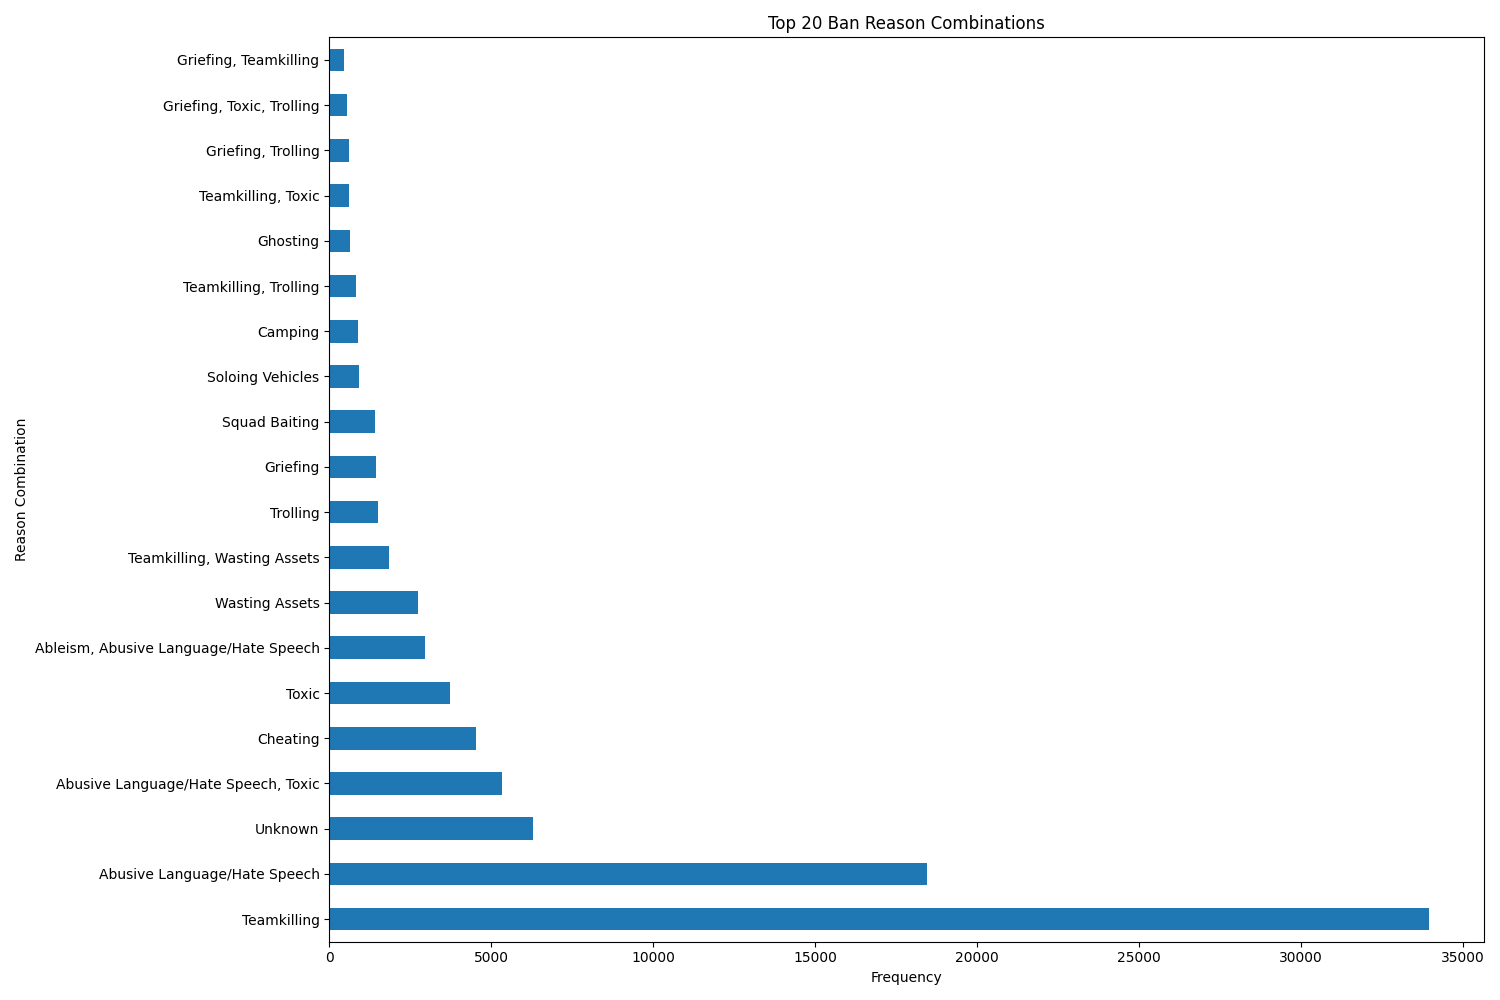 Top 20 Ban Reason Combinations
Griefing, Teamkilling
Griefing, Toxic, Trolling
Griefing, Trolling
Teamkilling, Toxic
Ghosting
Teamkilling, Trolling
Camping
Soloing Vehicles
Squad Baiting
Griefing
Trolling
Teamkilling, Wasting Assets
Wasting Assets
Ableism, Abusive Language/Hate Speech
Toxic
Cheating
Abusive Language/Hate Speech, Toxic
Unknown
Abusive Language/Hate Speech
Teamkilling
Reason Combination
0 5000 10000 15000 20000 25000 30000 35000
Frequency